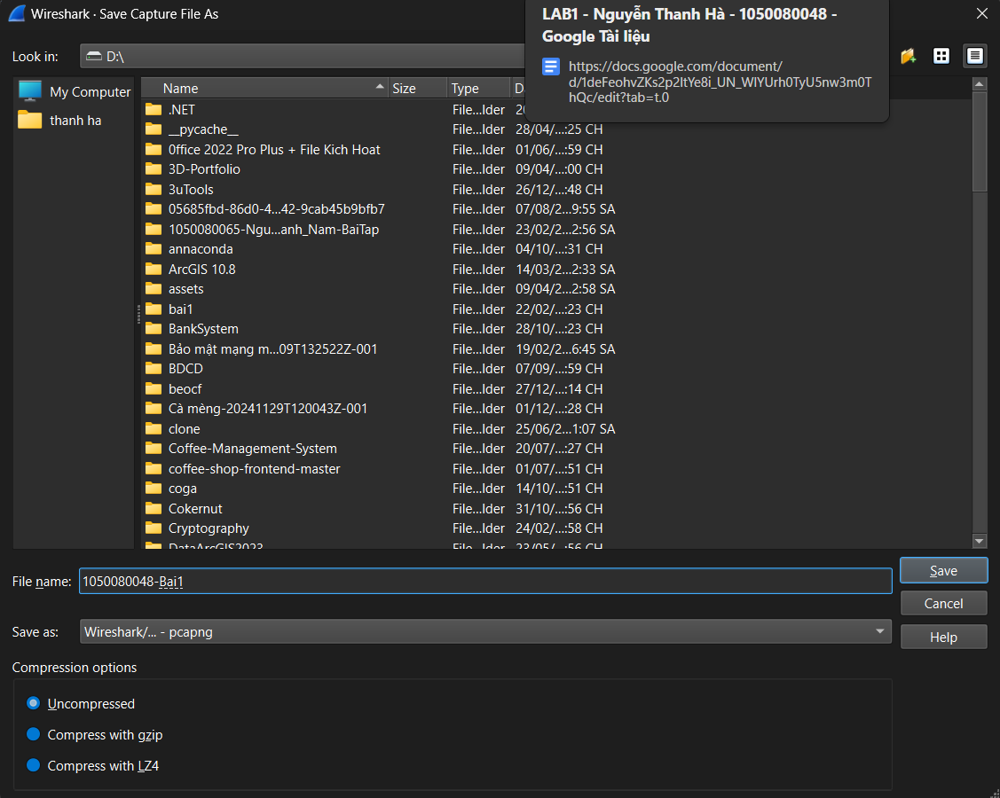 Wireshark · Save Capture File As
LAB1 - Nguyễn Thanh Hà - 1050080048 -
Google Tài liệu
https://docs.google.com/document/
d/1deFeohvZKs2p2ItYe8i_UN_WlYUrh0TyU5nw3m0T
hQc/edit?tab=t.0
Look in: D:\
My Computer
thanh ha
Name Size Type
.NET File...lder
__pycache__ File...lder 28/04/...:25 CH
0ffice 2022 Pro Plus + File Kich Hoat File...lder 01/06/...:59 CH
3D-Portfolio File...lder 09/04/...:00 CH
3uTools File...lder 26/12/...:48 CH
05685fbd-86d0-4...42-9cab45b9bfb7 File...lder 07/08/2...9:55 SA
1050080065-Ngu...anh_Nam-BaiTap File...lder 23/02/...2:56 SA
annaconda File...lder 04/10/...:31 CH
ArcGIS 10.8 File...lder 14/03/2...2:33 SA
assets File...lder 09/04/2...2:58 SA
bai1 File...lder 22/02/...:23 CH
BankSystem File...lder 28/10/...:23 CH
Bảo mật mạng m...09T132522Z-001 File...lder 19/02/2...6:45 SA
BDCD File...lder 07/09/...:59 CH
beocf File...lder 27/12/...:14 CH
Cà mèng-20241129T120043Z-001 File...lder 01/12/...:28 CH
clone File...lder 25/06/2...1:07 SA
Coffee-Management-System File...lder 20/07/...:27 CH
coffee-shop-frontend-master File...lder 01/07/...:51 CH
coga File...lder 14/10/...:51 CH
Cokernut File...lder 31/10/...:56 CH
Cryptography File...lder 24/02/...:58 CH
DataArcGIS2023 File...lder 23/05/...:56 CH
File name: 1050080048-Bai1
Save
Cancel
Save as: Wireshark/... - pcapng
Help
Compression options
Uncompressed
Compress with gzip
Compress with LZ4